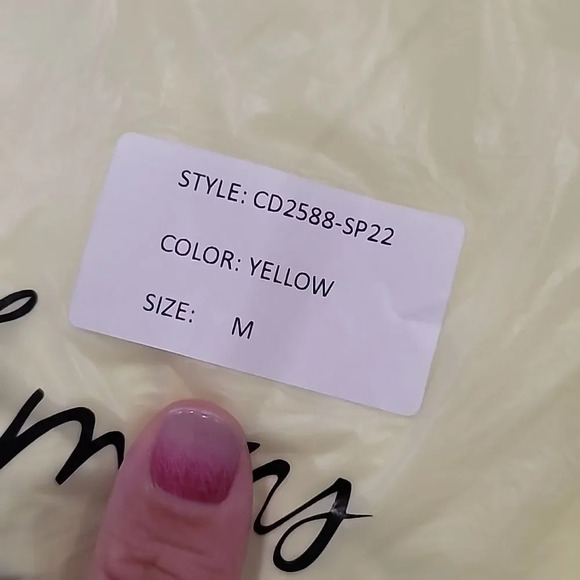 STYLE: CD2588-SP22
COLOR: YELLOW
SIZE: M